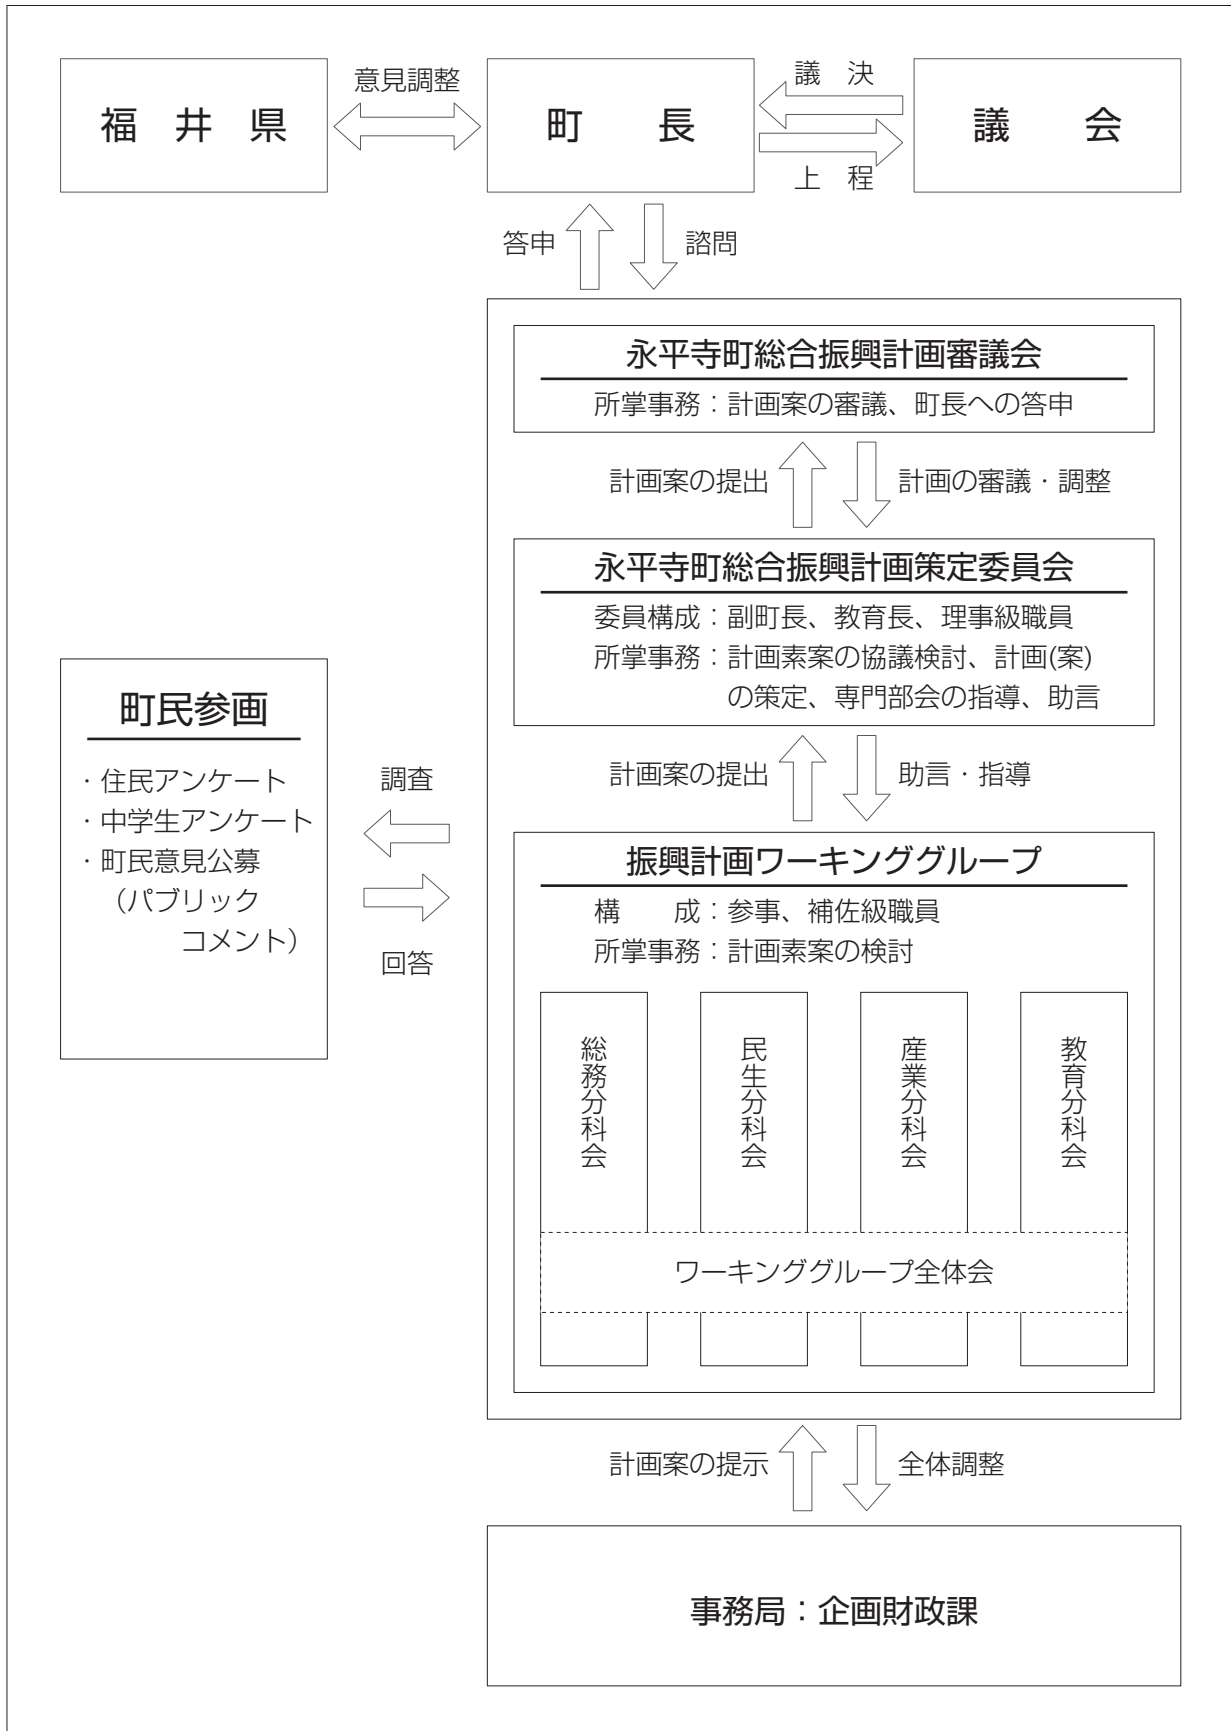 福　井　県
意見調整
町　　長
議　決
上　程
議　　会
答申
諮問
永平寺町総合振興計画審議会
所掌事務：計画案の審議、町長への答申
計画案の提出
計画の審議・調整
永平寺町総合振興計画策定委員会
委員構成：副町長、教育長、理事級職員
所掌事務：計画素案の協議検討、計画(案)
の策定、専門部会の指導、助言
計画案の提出
助言・指導
町民参画
・住民アンケート
・中学生アンケート
・町民意見公募
（パブリック
コメント）
調査
回答
振興計画ワーキンググループ
構　　成：参事、補佐級職員
所掌事務：計画素案の検討
総務分科会
民生分科会
産業分科会
教育分科会
ワーキンググループ全体会
計画案の提示
全体調整
事務局：企画財政課